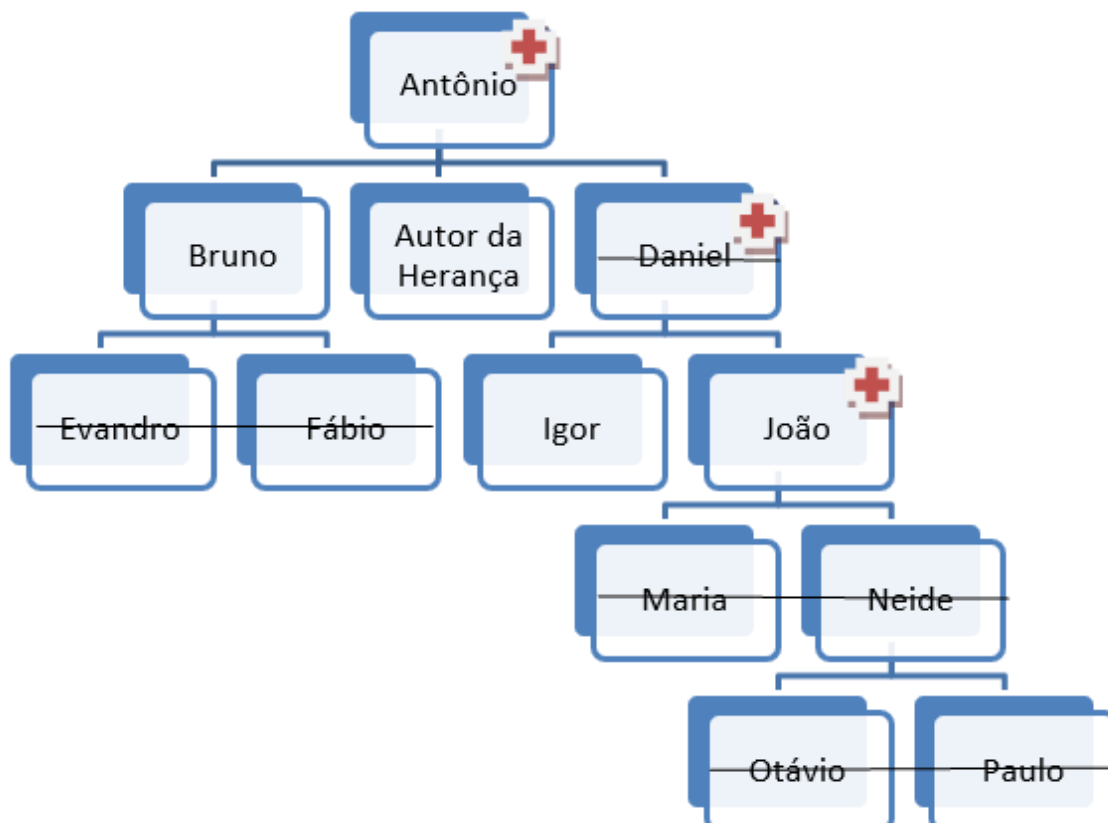 Antônio
Bruno
Autor da
Herança
Daniel
Evandro
Fábio
Igor
João
Maria
Neide
Otávio
Paulo